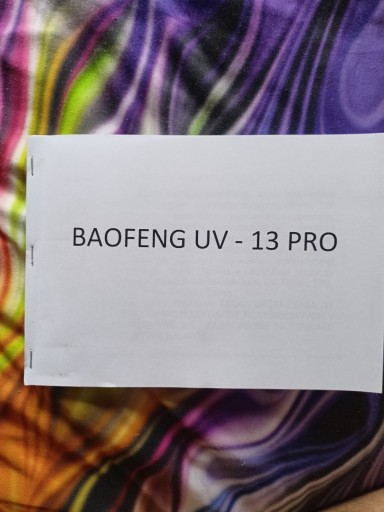 BAOFENG UV - 13 PRO